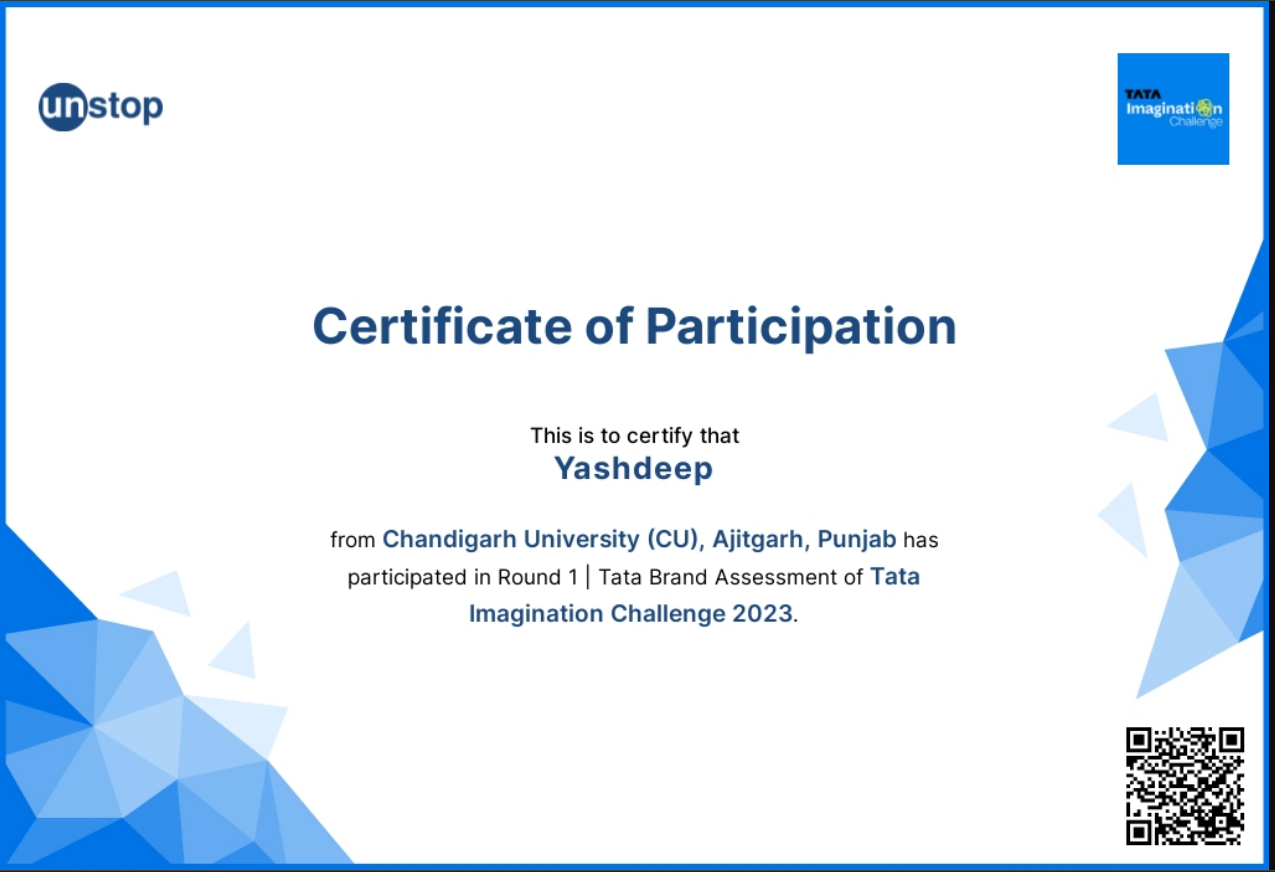 unstop
TATA
Imagination
Challenge
Certificate of Participation
This is to certify that
Yashdeep
from Chandigarh University (CU), Ajitgarh, Punjab has
participated in Round 1 | Tata Brand Assessment of Tata
Imagination Challenge 2023.